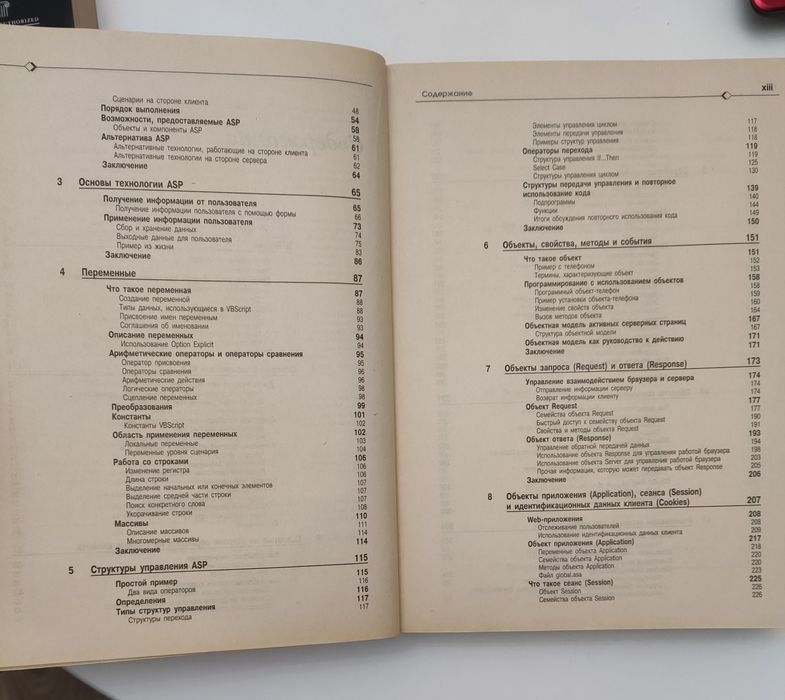 AUTHORIZED
Сценарии на стороне клиента 48
Порядок выполнения 54
Возможности, предоставляемые ASP 58
Объекты и компоненты ASP 58
Альтернатива ASP 61
Альтернативные технологии, работающие на стороне клиента 61
Альтернативные технологии на стороне сервера 62
Заключение 64
3 Основы технологии ASP 65
Получение информации от пользователя 65
Получение информации пользователя с помощью формы 66
Применение информации пользователя 73
Сбор и хранение данных 74
Выходные данные для пользователя 75
Пример из жизни 83
Заключение 86
4 Переменные 87
Что такое переменная 87
Создание переменной 88
Типы данных, использующиеся в VBScript 88
Присвоение имен переменным 93
Соглашения об именовании 93
Описание переменных 94
Использование Option Explicit 94
Арифметические операторы и операторы сравнения 95
Оператор присвоения 95
Операторы сравнения 96
Арифметические действия 96
Логические операторы 98
Сцепление переменных 98
Преобразования 99
Константы 101
Константы VBScript 102
Область применения переменных 102
Локальные переменные 103
Переменные уровня сценария 104
Работа со строками 106
Изменение регистра 106
Длина строки 106
Выделение начальных или конечных элементов 107
Выделение средней части строки 107
Поиск конкретного слова 107
Укорачивание строки 108
Массивы 110
Описание массивов 111
Многомерные массивы 114
Заключение 114
5 Структуры управления ASP 115
Простой пример 115
Два вида операторов 116
Определения 116
Типы структур управления 117
Структуры перехода 117
Содержание xiii
Элементы управления циклом 117
Элементы передачи управления 118
Примеры структур управления 118
Операторы перехода 119
Структура управления If...Then 119
Select Case 125
Структуры управления циклом 130
Структуры передачи управления и повторное
использование кода 139
Подпрограммы 140
Функции 144
Итоги обсуждения повторного использования кода 149
Заключение 150
6 Объекты, свойства, методы и события 151
Что такое объект 151
Пример с телефоном 152
Термины, характеризующие объект 153
Программирование с использованием объектов 158
Программный объект-телефон 158
Пример установки объекта-телефона 159
Изменение свойств объекта 160
Вызов методов объекта 164
Объектная модель активных серверных страниц 167
Структура объектной модели 167
Объектная модель как руководство к действию 171
Заключение 171
7 Объекты запроса (Request) и ответа (Response) 173
Управление взаимодействием браузера и сервера 174
Отправление информации серверу 174
Возврат информации клиенту 174
Объект Request 177
Семейства объекта Request 177
Быстрый доступ к семейству объекта Request 190
Свойства и методы объекта Request 191
Объект ответа (Response) 193
Управление обратной передачей данных 194
Использование объекта Response для управления работой браузера 198
Использование объекта Server для управления работой браузера 203
Прочая информация, которую может передавать объект Response 205
Заключение 206
8 Объекты приложения (Application), сеанса (Session)
и идентификационных данных клиента (Cookies) 207
Web-приложения 208
Отслеживание пользователей 208
Использование идентификационных данных клиента 209
Объект приложения (Application) 217
Переменные объекта Application 218
Семейства объекта Application 220
Методы объекта Application 220
Файл global.asa 223
Что такое сеанс (Session) 225
Объект Session 226
Семейства объекта Session 226